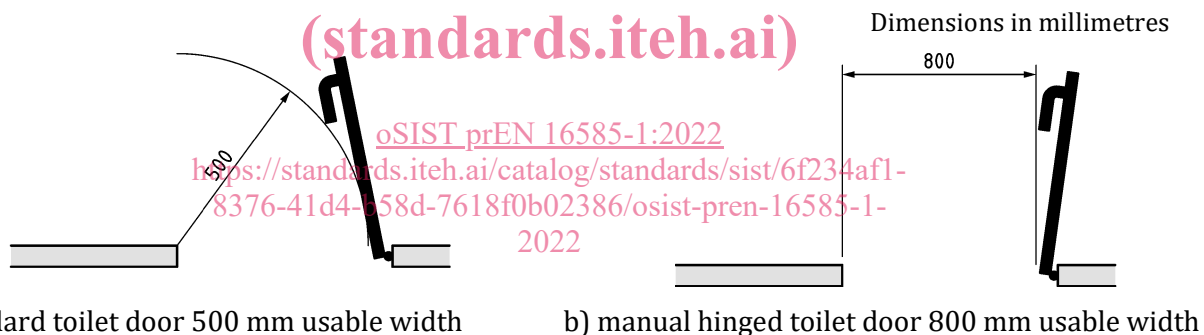 (standards.iteh.ai)
Dimensions in millimetres
800
500
oSIST prEN 16585-1:2022
https://standards.iteh.ai/catalog/standards/sist/6f234af1-
8376-41d4-b58d-7618f0b02386/osist-pren-16585-1-
2022
toilet door 500 mm usable width
b) manual hinged toilet door 800 mm usable width